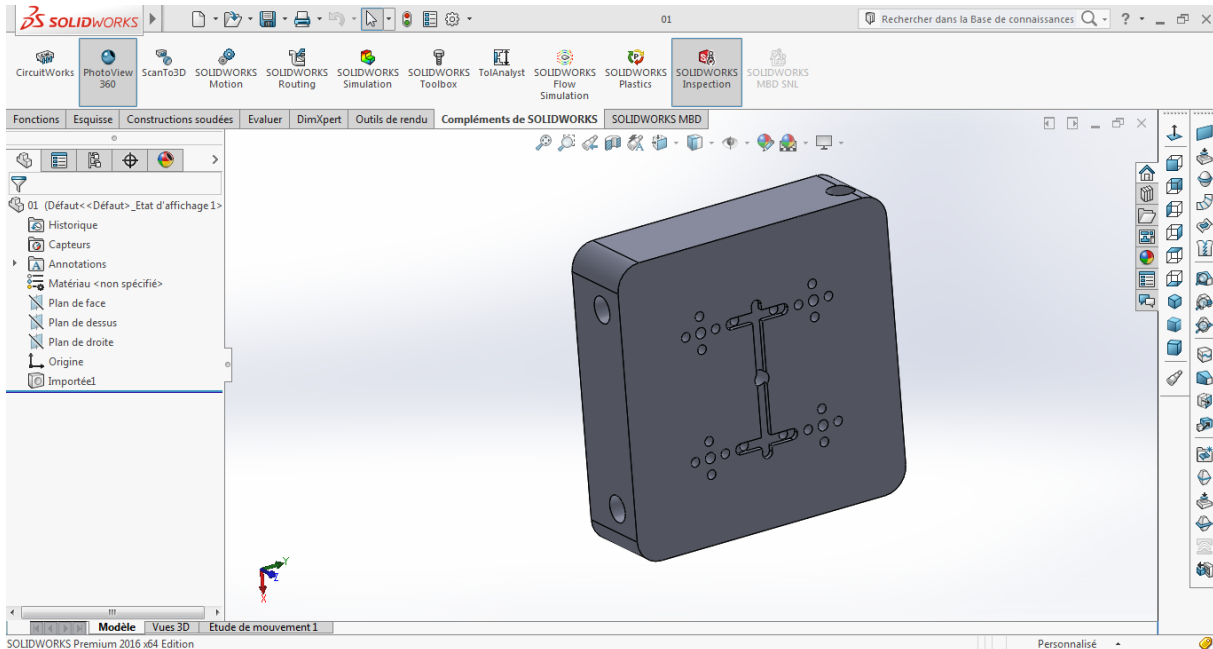 SOLIDWORKS
01
Rechercher dans la Base de connaissances
?
CircuitWorks
PhotoView 360
ScanTo3D
SOLIDWORKS Motion
SOLIDWORKS Routing
SOLIDWORKS Simulation
SOLIDWORKS Toolbox
TolAnalyst
SOLIDWORKS Flow Simulation
SOLIDWORKS Plastics
SOLIDWORKS Inspection
SOLIDWORKS MBD SNL
Fonctions Esquisse Constructions soudées Evaluer DimXpert Outils de rendu Compléments de SOLIDWORKS SOLIDWORKS MBD
01 (Défaut<<Défaut>_Etat d'affichage 1>
Historique
Capteurs
Annotations
Matériau <non spécifié>
Plan de face
Plan de dessus
Plan de droite
Origine
Importée1
Y
Z
X
Modèle Vues 3D Etude de mouvement 1
SOLIDWORKS Premium 2016 x64 Edition
Personnalisé